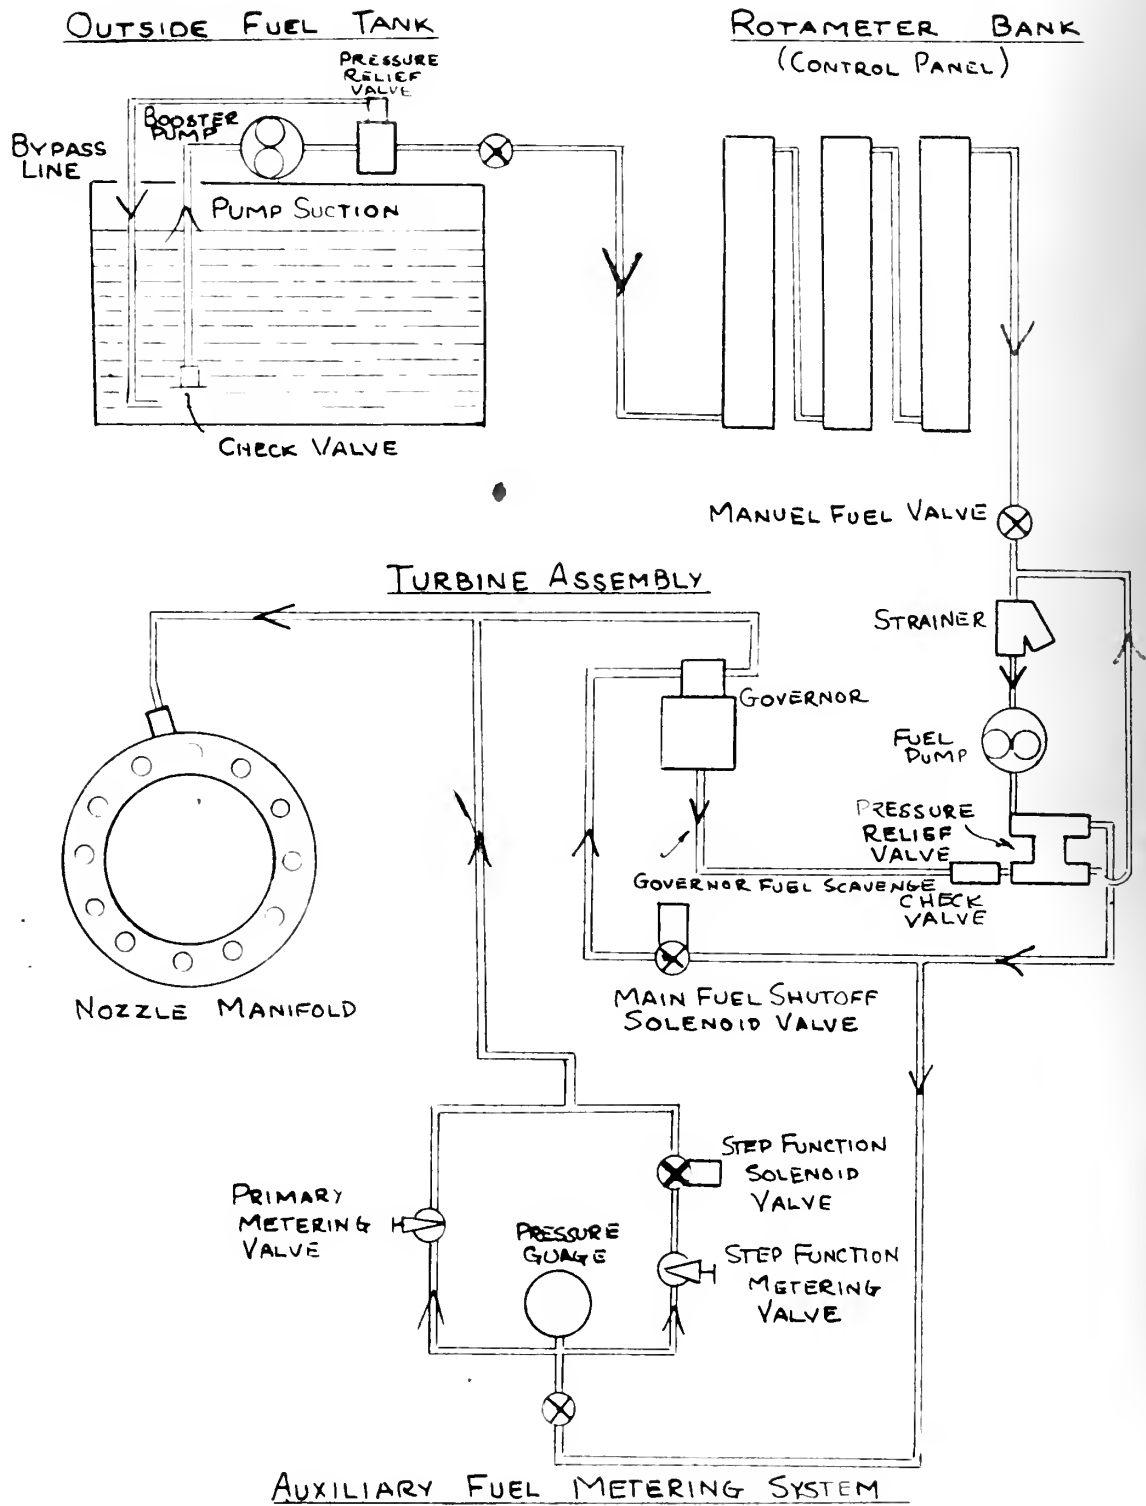 OUTSIDE FUEL TANK
ROTAMETER BANK
(CONTROL PANEL)
PRESSURE
RELIEF
VALVE
BOOSTER
PUMP
BYPASS
LINE
PUMP SUCTION
CHECK VALVE
MANUEL FUEL VALVE
TURBINE ASSEMBLY
STRAINER
GOVERNOR
FUEL
PUMP
PRESSURE
RELIEF
VALVE
GOVERNOR FUEL SCAVENGE
CHECK
VALVE
NOZZLE MANIFOLD
MAIN FUEL SHUTOFF
SOLENOID VALVE
STEP FUNCTION
SOLENOID
VALVE
PRIMARY
METERING
VALVE
PRESSURE
GUAGE
STEP FUNCTION
METERING
VALVE
AUXILIARY FUEL METERING SYSTEM